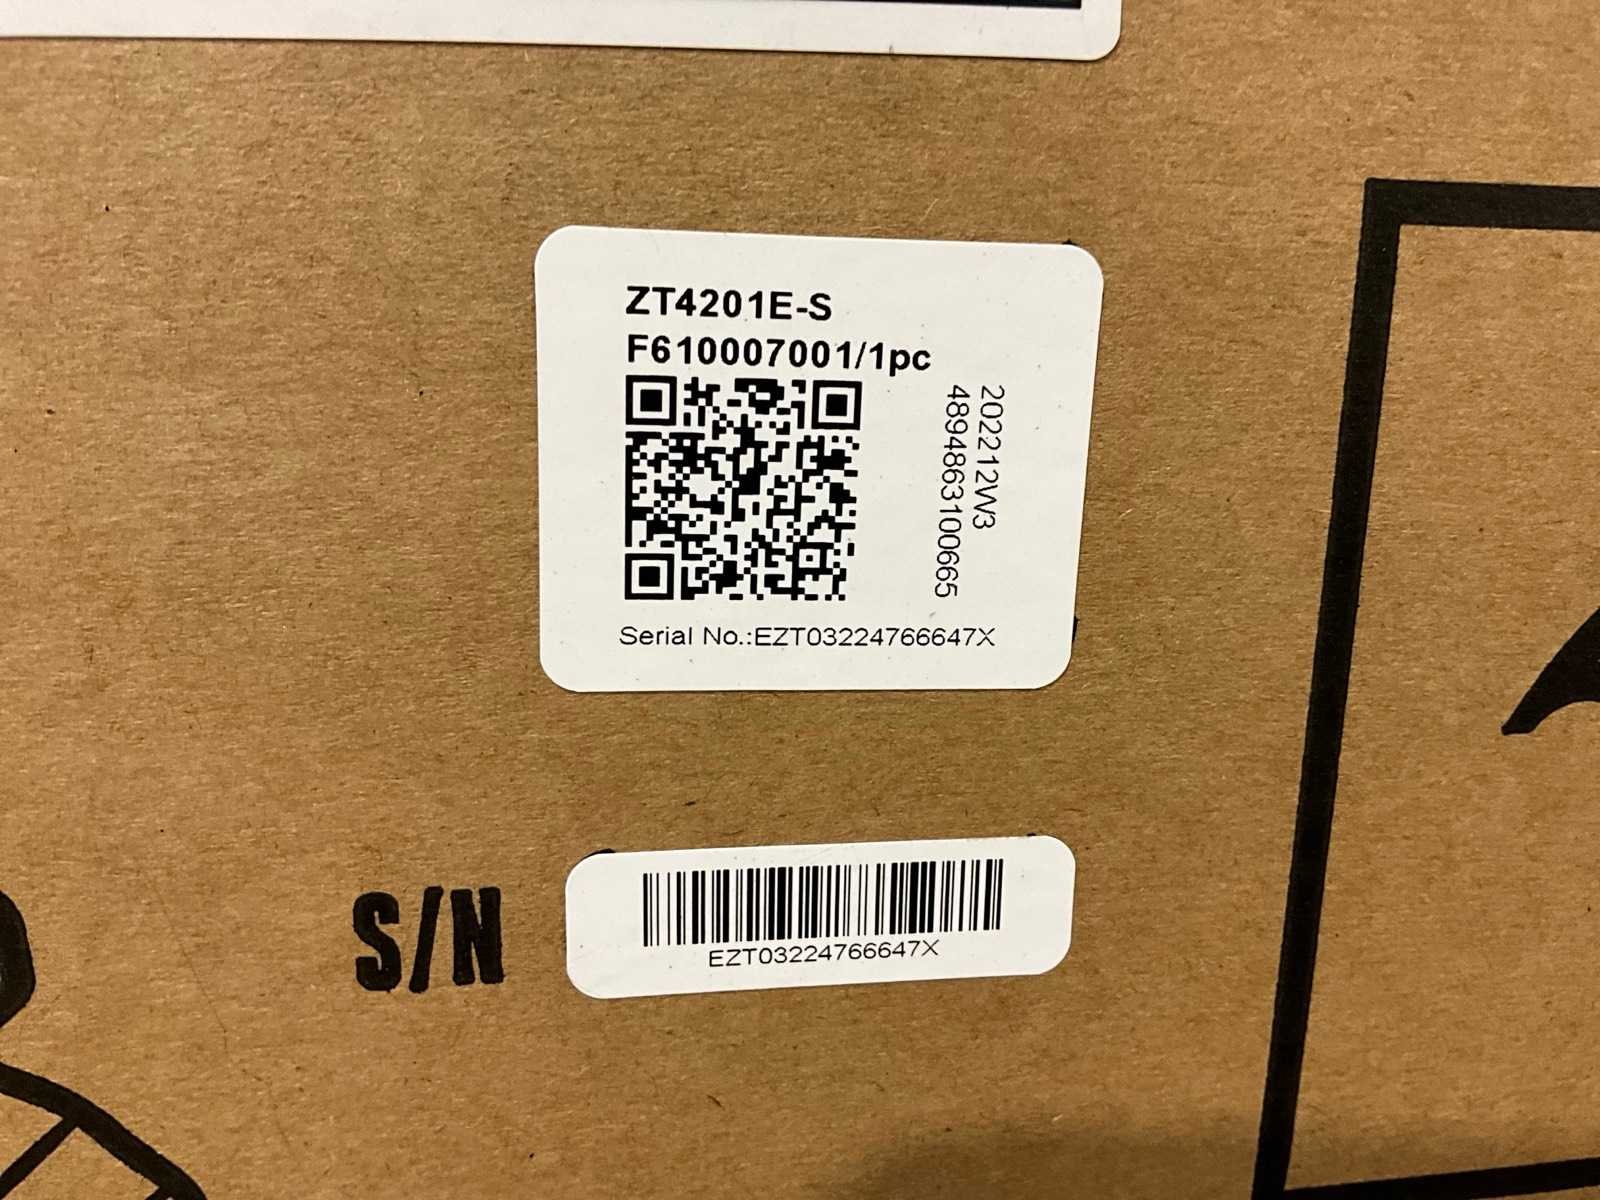 ZT4201E-S
F610007001/1pc
202212W3
4894863100665
Serial No.:EZT03224766647X
S/N
EZT03224766647X